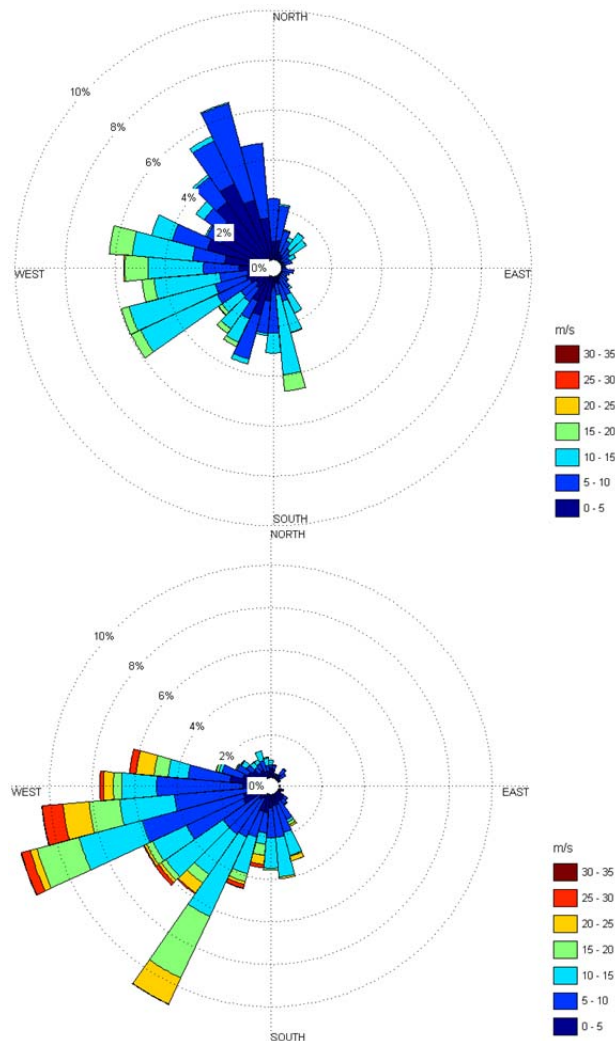 NORTH
10%
8%
6%
4%
2%
0%
WEST
EAST
SOUTH
m/s
30 - 35
25 - 30
20 - 25
15 - 20
10 - 15
5 - 10
0 - 5
NORTH
10%
8%
6%
4%
2%
0%
WEST
EAST
SOUTH
m/s
30 - 35
25 - 30
20 - 25
15 - 20
10 - 15
5 - 10
0 - 5